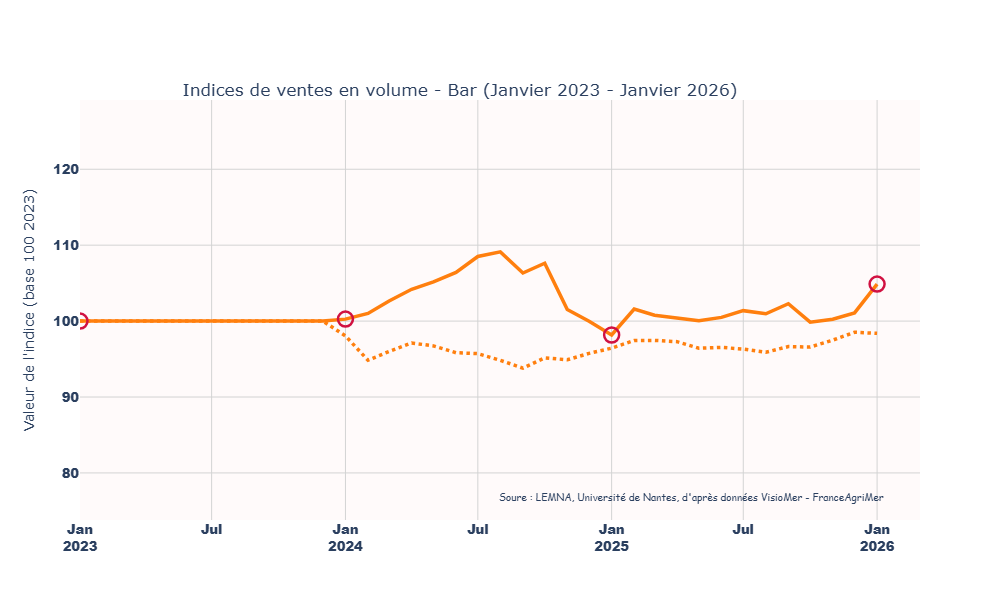 Indices de ventes en volume - Bar (Janvier 2023 - Janvier 2026)
Valeur de l'indice (base 100 2023)
120
110
100
90
80
Soure : LEMNA, Université de Nantes, d'après données VisioMer - FranceAgriMer
Jan
2023
Jul
Jan
2024
Jul
Jan
2025
Jul
Jan
2026